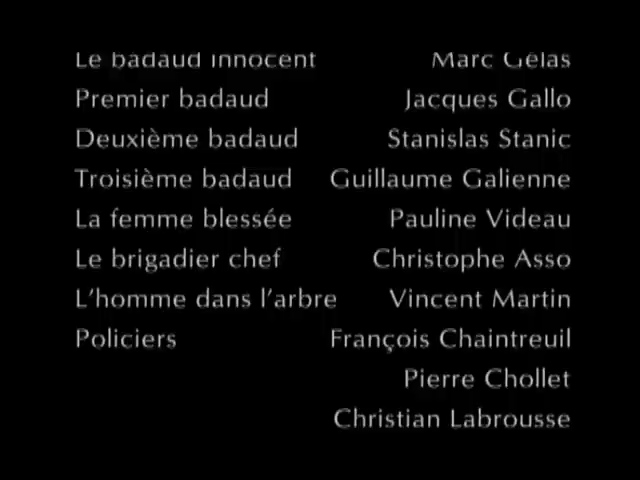 Le badaud innocent Marc Gélas
Premier badaud Jacques Gallo
Deuxième badaud Stanislas Stanic
Troisième badaud Guillaume Galienne
La femme blessée Pauline Videau
Le brigadier chef Christophe Asso
L'homme dans l'arbre Vincent Martin
Policiers François Chaintreuil
Pierre Chollet
Christian Labrousse